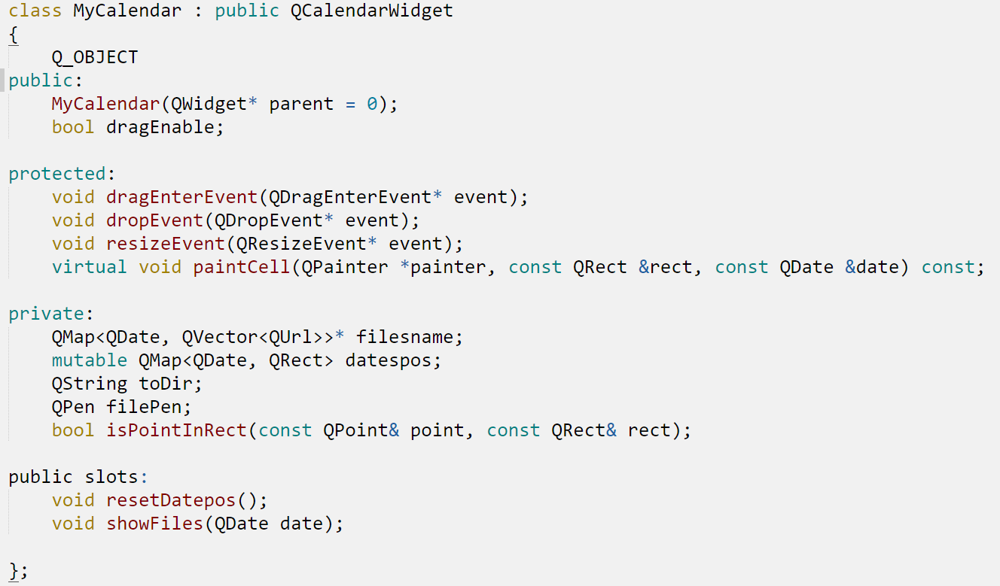 class MyCalendar : public QCalendarWidget
{
    Q_OBJECT
public:
    MyCalendar(QWidget* parent = 0);
    bool dragEnable;

protected:
    void dragEnterEvent(QDragEnterEvent* event);
    void dropEvent(QDropEvent* event);
    void resizeEvent(QResizeEvent* event);
    virtual void paintCell(QPainter *painter, const QRect &rect, const QDate &date) const;

private:
    QMap<QDate, QVector<QUrl>>* filesname;
    mutable QMap<QDate, QRect> datespos;
    QString toDir;
    QPen filePen;
    bool isPointInRect(const QPoint& point, const QRect& rect);

public slots:
    void resetDatepos();
    void showFiles(QDate date);

};